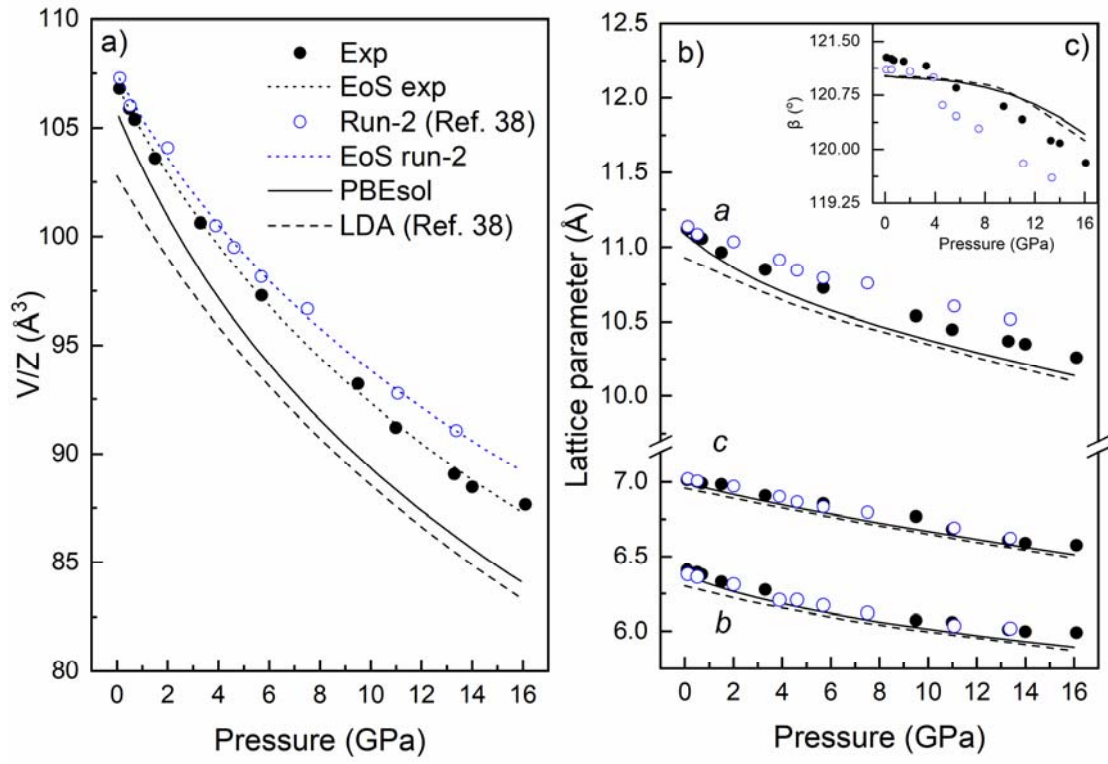 a)
110
105
100
95
90
85
80
V/Z (Å³)
Exp
EoS exp
Run-2 (Ref. 38)
EoS run-2
PBEsol
LDA (Ref. 38)
0 2 4 6 8 10 12 14 16
Pressure (GPa)
b)
12.5
12.0
11.5
11.0
10.5
10.0
7.0
6.5
6.0
Lattice parameter (Å)
a
c
b
0 2 4 6 8 10 12 14 16
Pressure (GPa)
c)
121.50
120.75
120.00
119.25
β (º)
0 4 8 12 16
Pressure (GPa)